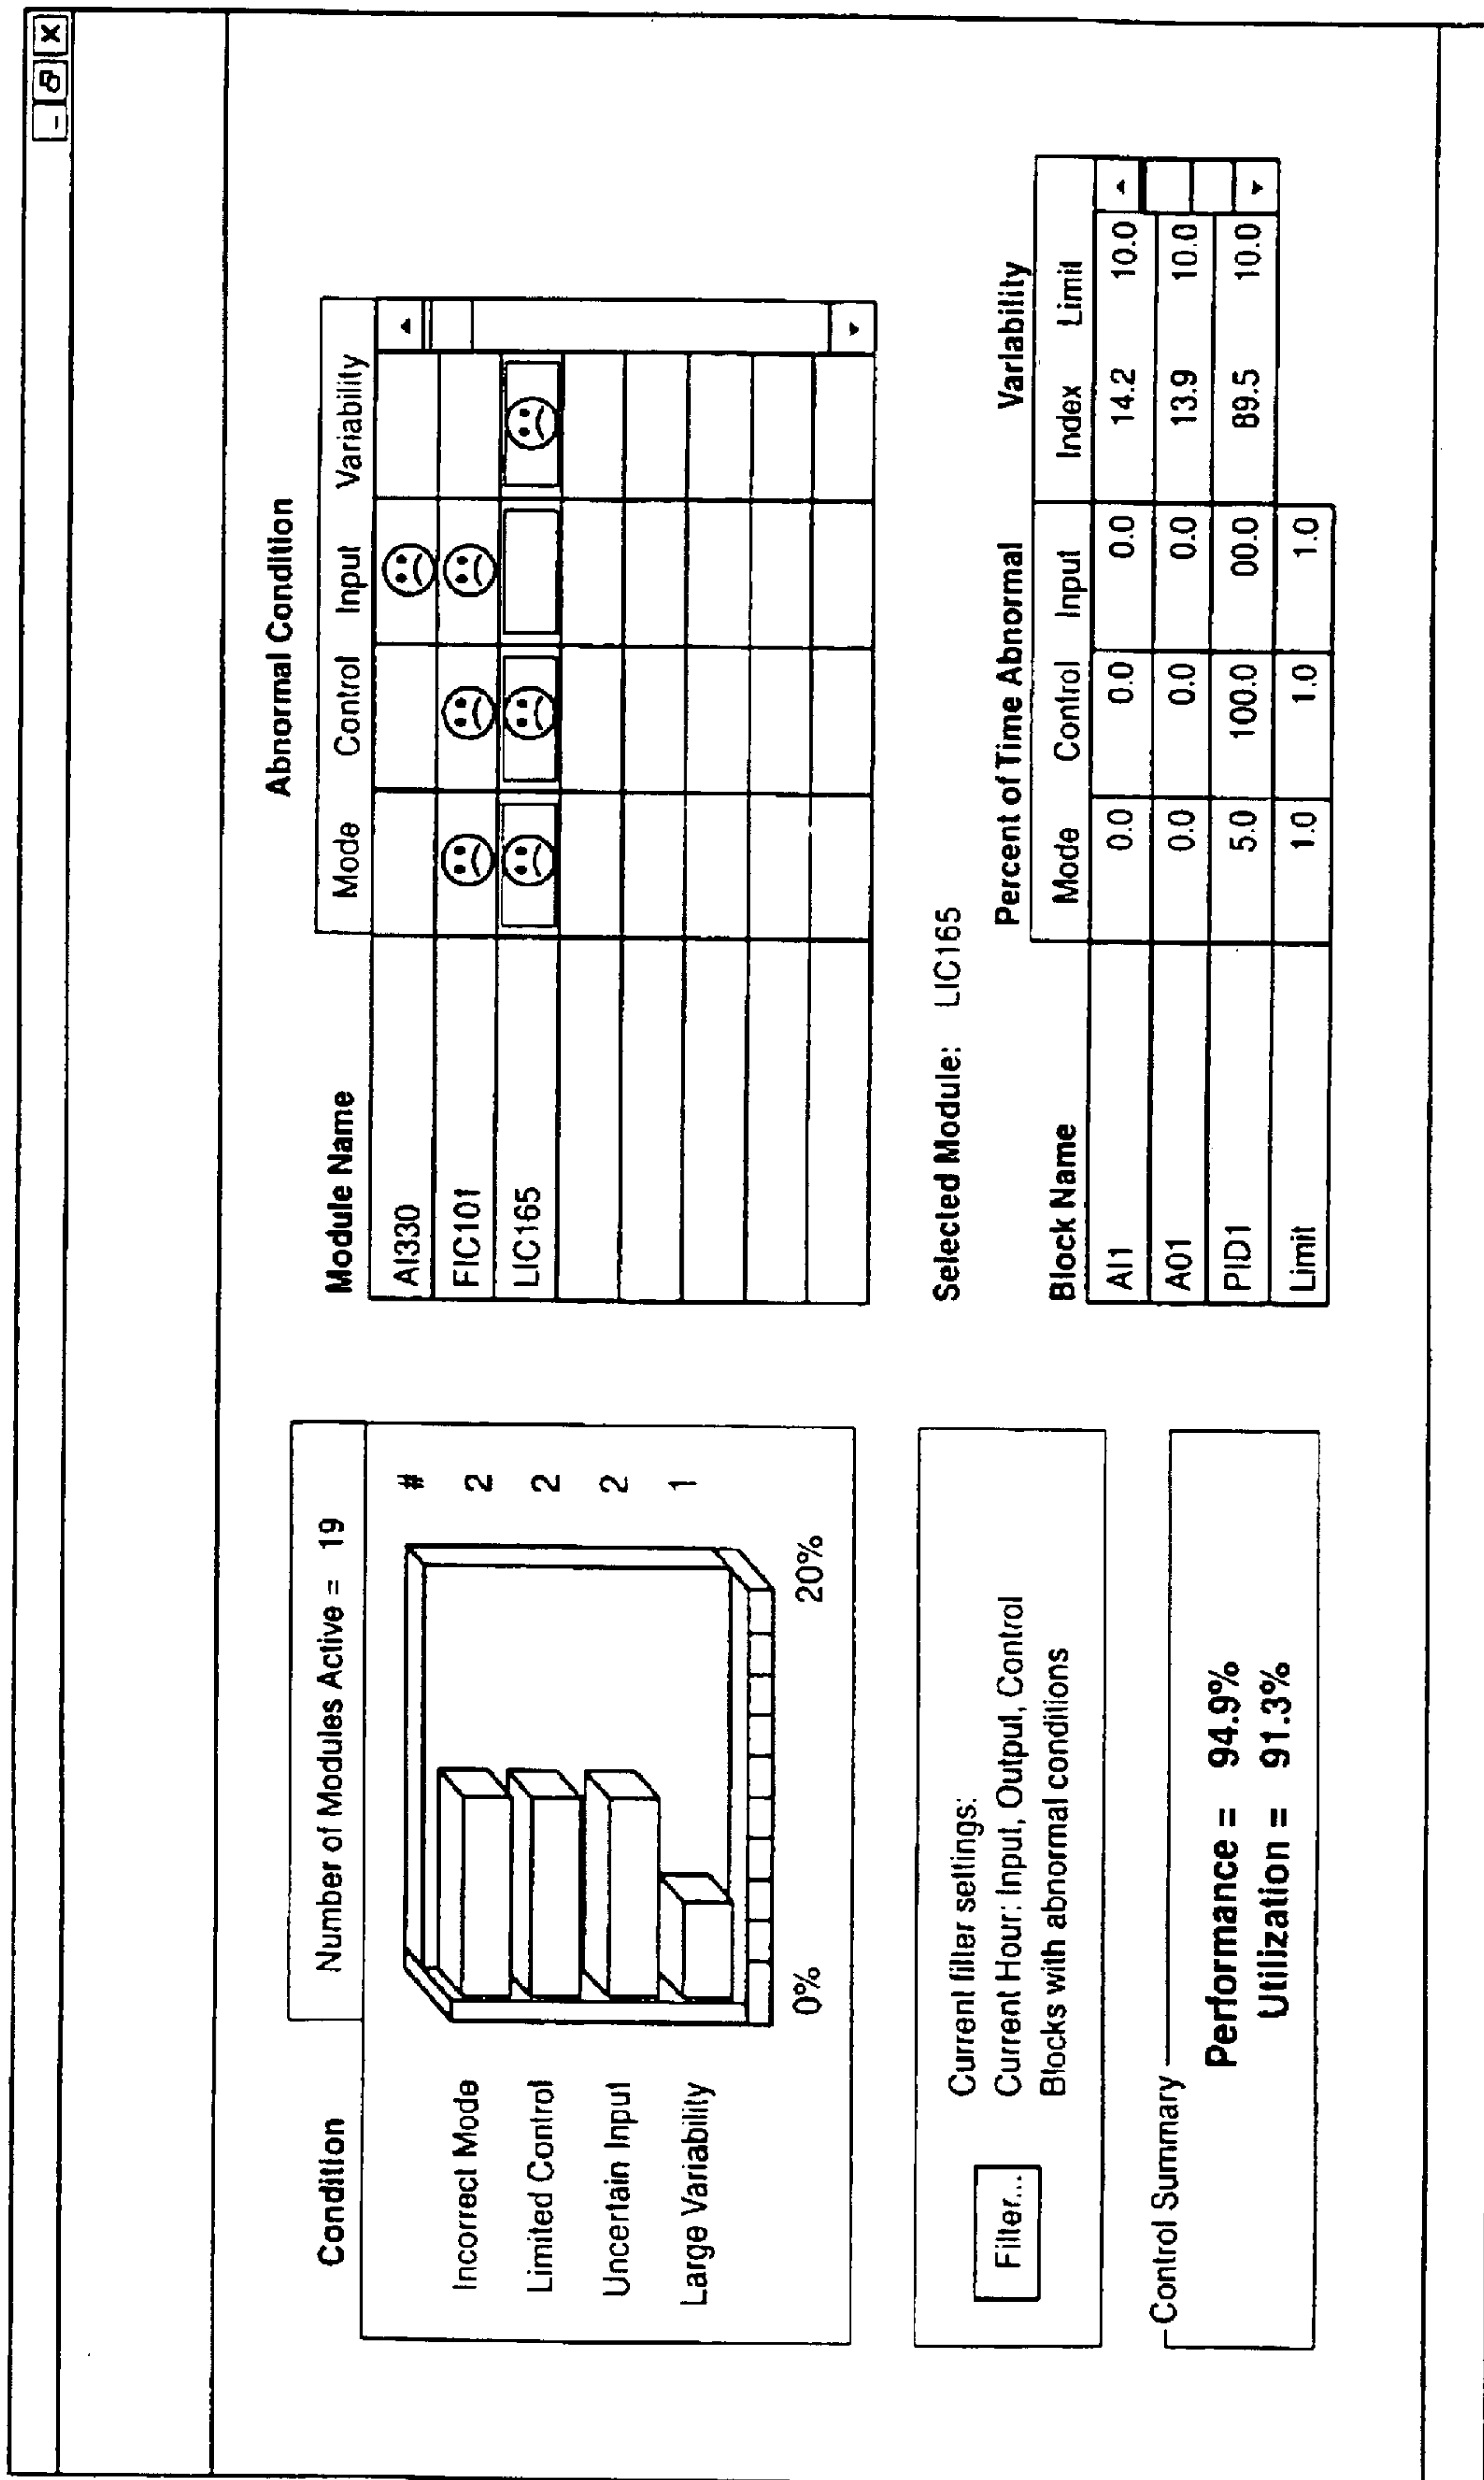 Condition
Number of Modules Active = 19
#
Incorrect Mode 2
Limited Control 2
Uncertain Input 2
Large Variability 1
0% 20%
Filter...
Current filter settings:
Current Hour: Input, Output, Control
Blocks with abnormal conditions
Control Summary
Performance = 94.9%
Utilization = 91.3%
Abnormal Condition
Module Name Mode Control Input Variability
AI330
FIC101
LIC165
Selected Module: LIC165
Percent of Time Abnormal Variability
Block Name Mode Control Input Index Limit
AI1 0.0 0.0 0.0 14.2 10.0
A01 0.0 0.0 0.0 13.9 10.0
PID1 5.0 100.0 00.0 89.5 10.0
Limit 1.0 1.0 1.0